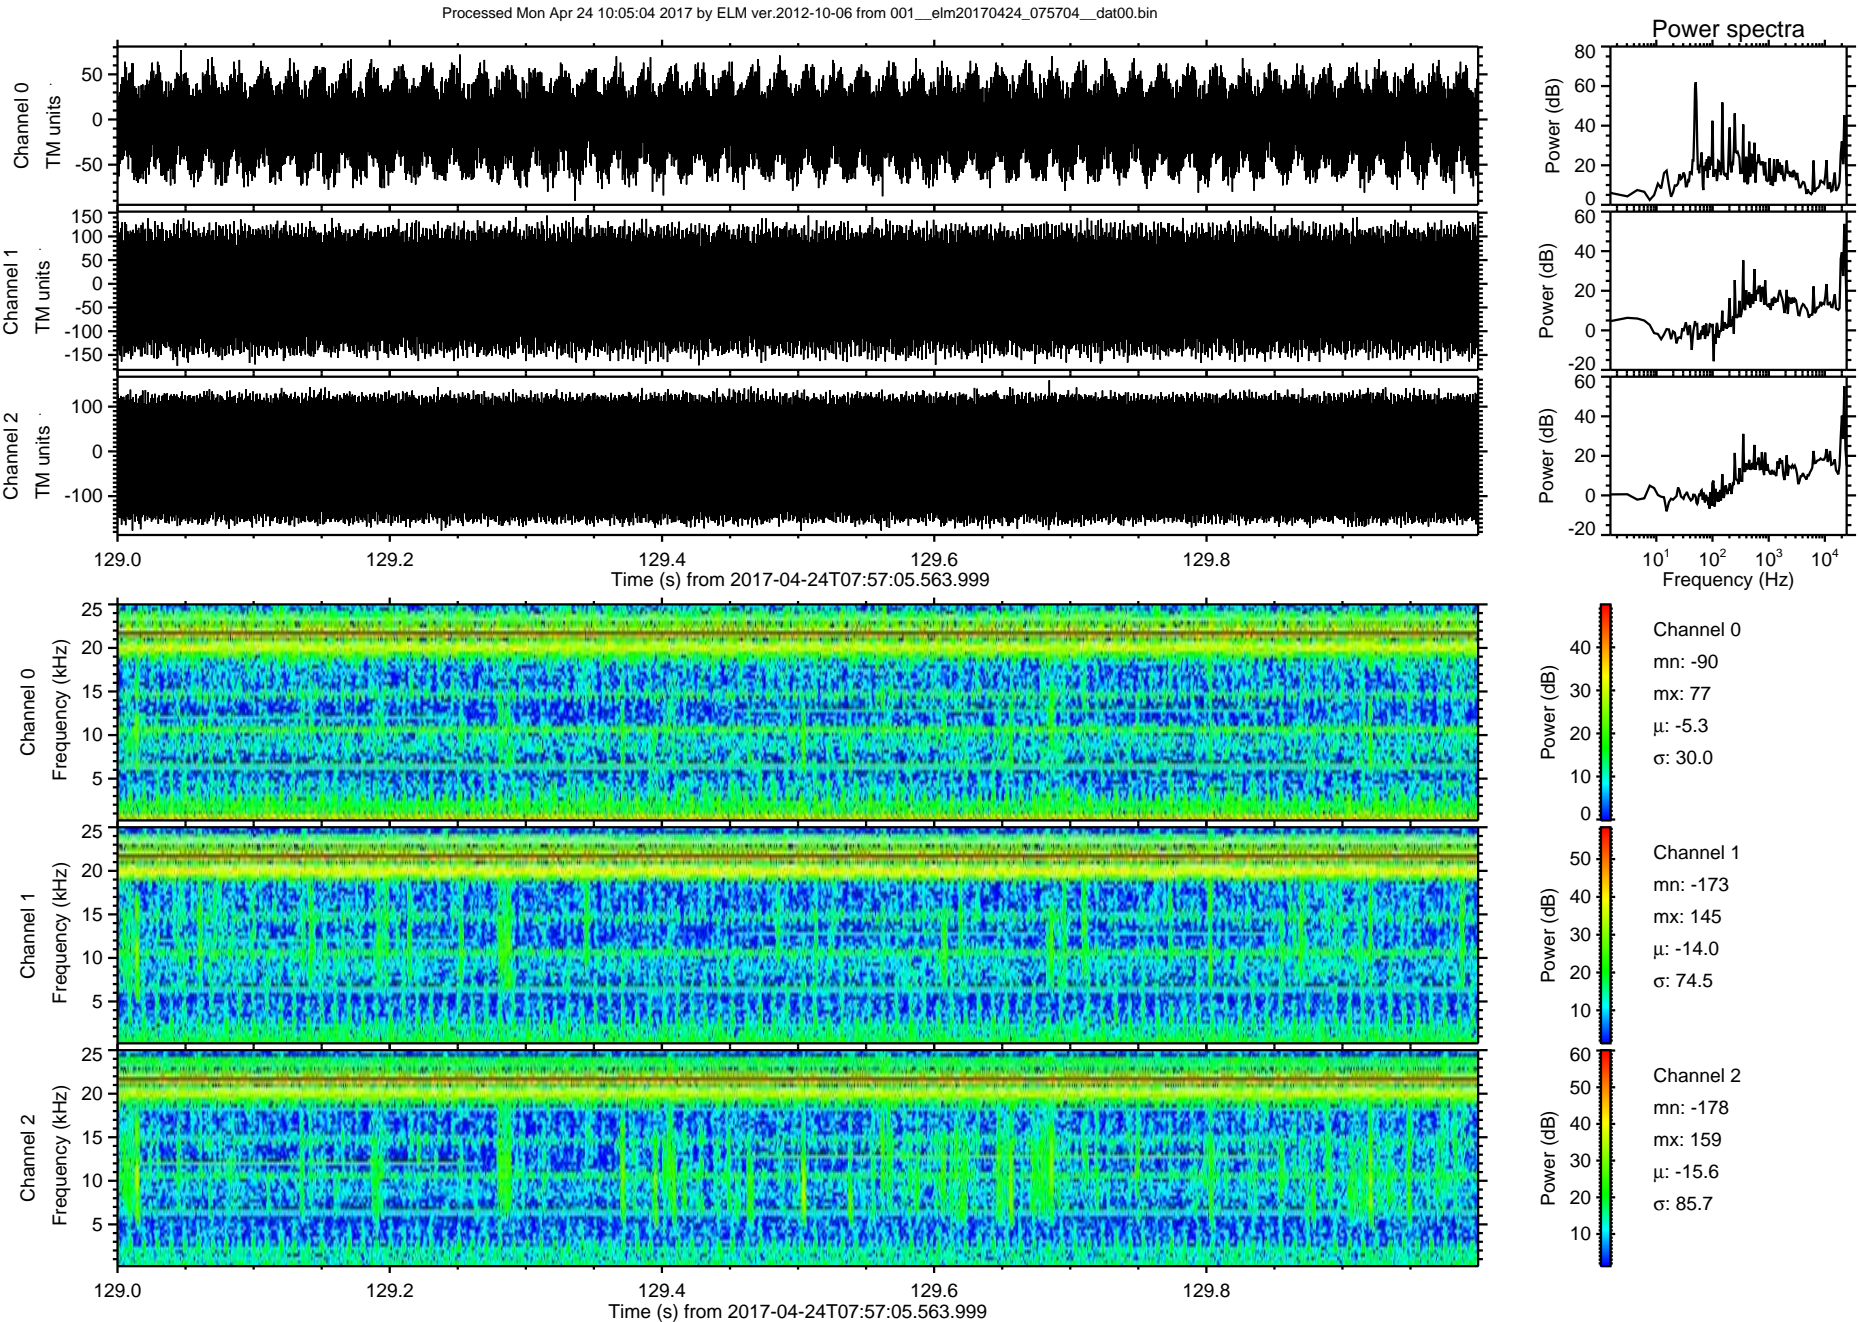 Processed Mon Apr 24 10:05:04 2017 by ELM ver.2012-10-06 from 001__elm20170424_075704__dat00.bin
Power spectra
Channel 0
TM units
50
0
-50
Power (dB)
80
60
40
20
0
Channel 1
TM units
150
100
50
0
-50
-100
-150
Power (dB)
60
40
20
0
-20
Channel 2
TM units
100
0
-100
Power (dB)
60
40
20
0
-20
129.0 129.2 129.4 129.6 129.8
Time (s) from 2017-04-24T07:57:05.563.999
10¹ 10² 10³ 10⁴
Frequency (Hz)
Channel 0
Frequency (kHz)
25
20
15
10
5
Power (dB)
40
30
20
10
0
Channel 0
mn: -90
mx: 77
µ: -5.3
σ: 30.0
Channel 1
Frequency (kHz)
25
20
15
10
5
Power (dB)
50
40
30
20
10
Channel 1
mn: -173
mx: 145
µ: -14.0
σ: 74.5
Channel 2
Frequency (kHz)
25
20
15
10
5
Power (dB)
60
50
40
30
20
10
Channel 2
mn: -178
mx: 159
µ: -15.6
σ: 85.7
129.0 129.2 129.4 129.6 129.8
Time (s) from 2017-04-24T07:57:05.563.999